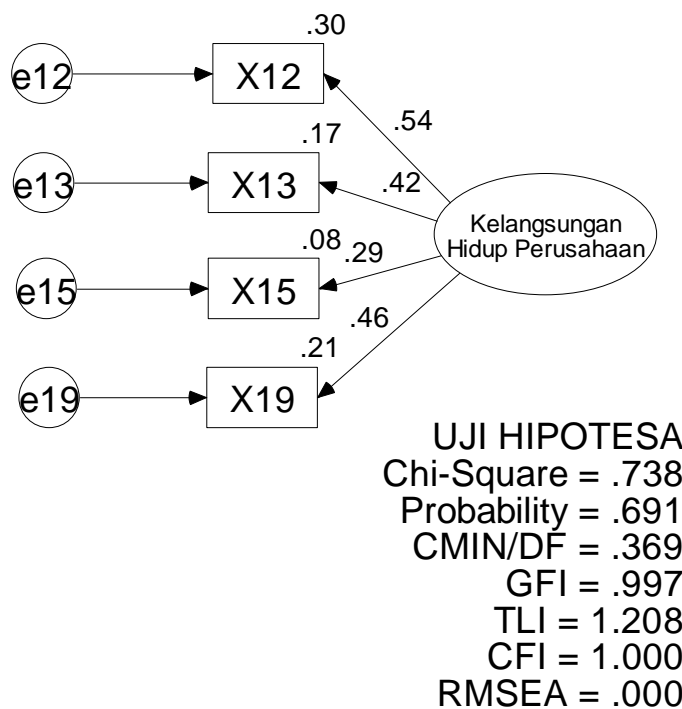 .30
e12
X12
.54
.17
e13
X13
.42
Kelangsungan
Hidup Perusahaan
.08
.29
e15
X15
.46
.21
e19
X19
UJI HIPOTESA
Chi-Square = .738
Probability = .691
CMIN/DF = .369
GFI = .997
TLI = 1.208
CFI = 1.000
RMSEA = .000